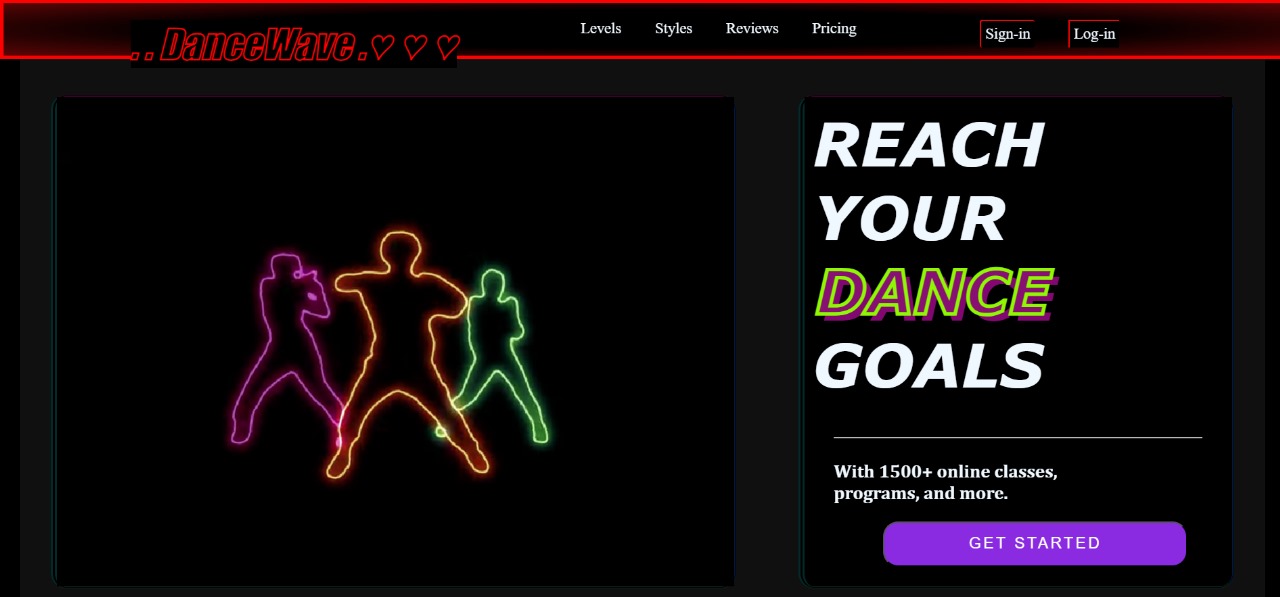 . . DanceWave .♡ ♡ ♡
Levels Styles Reviews Pricing
Sign-in Log-in
REACH
YOUR
DANCE
GOALS
With 1500+ online classes,
programs, and more.
GET STARTED